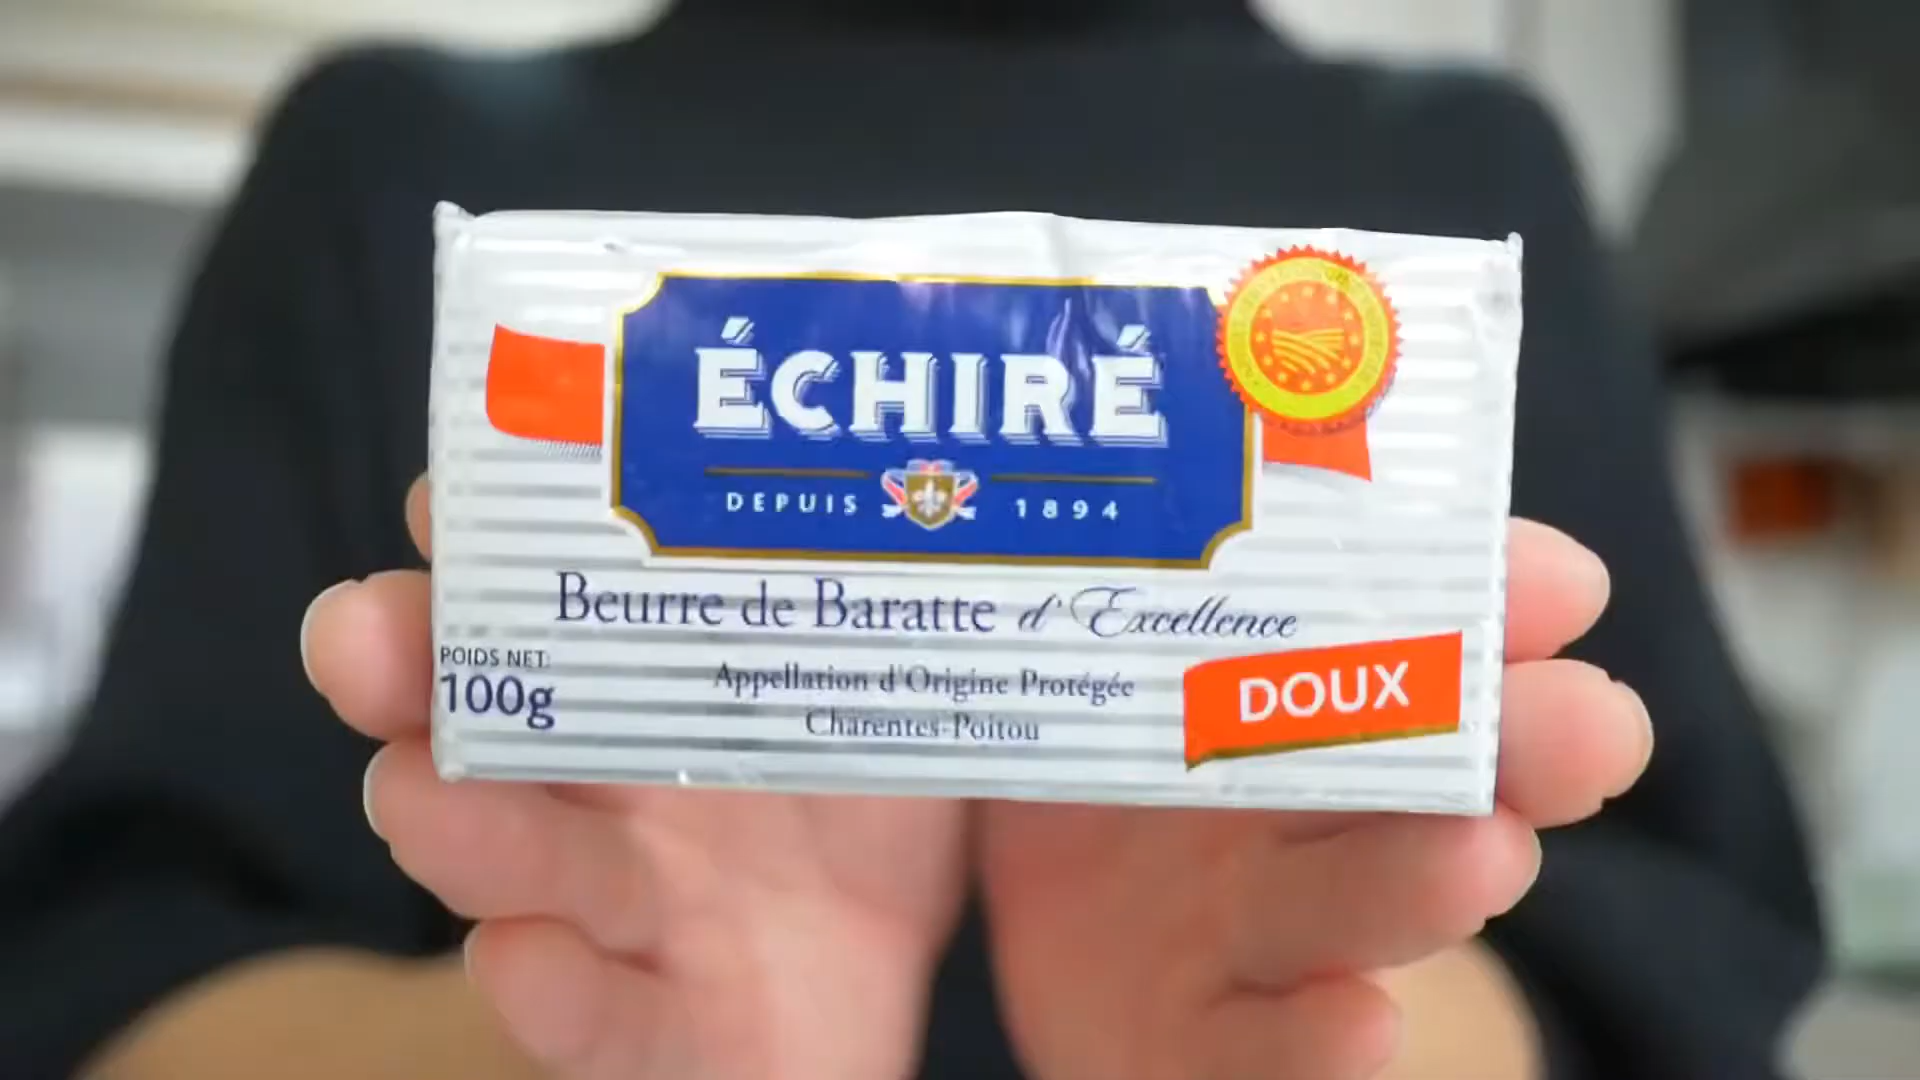 ÉCHIRÉ
DEPUIS 1894
Beurre de Baratte d'Excellence
POIDS NET:
100g
Appellation d'Origine Protégée
Charentes-Poitou
DOUX